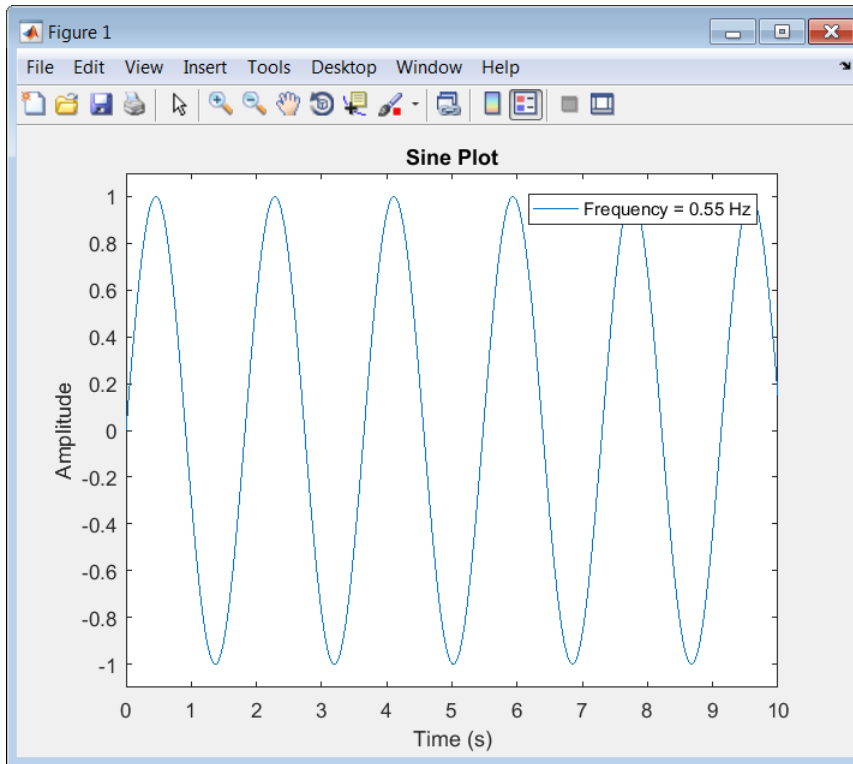 Figure 1
File Edit View Insert Tools Desktop Window Help
Sine Plot
Frequency = 0.55 Hz
1
0.8
0.6
0.4
0.2
0
-0.2
-0.4
-0.6
-0.8
-1
Amplitude
0 1 2 3 4 5 6 7 8 9 10
Time (s)